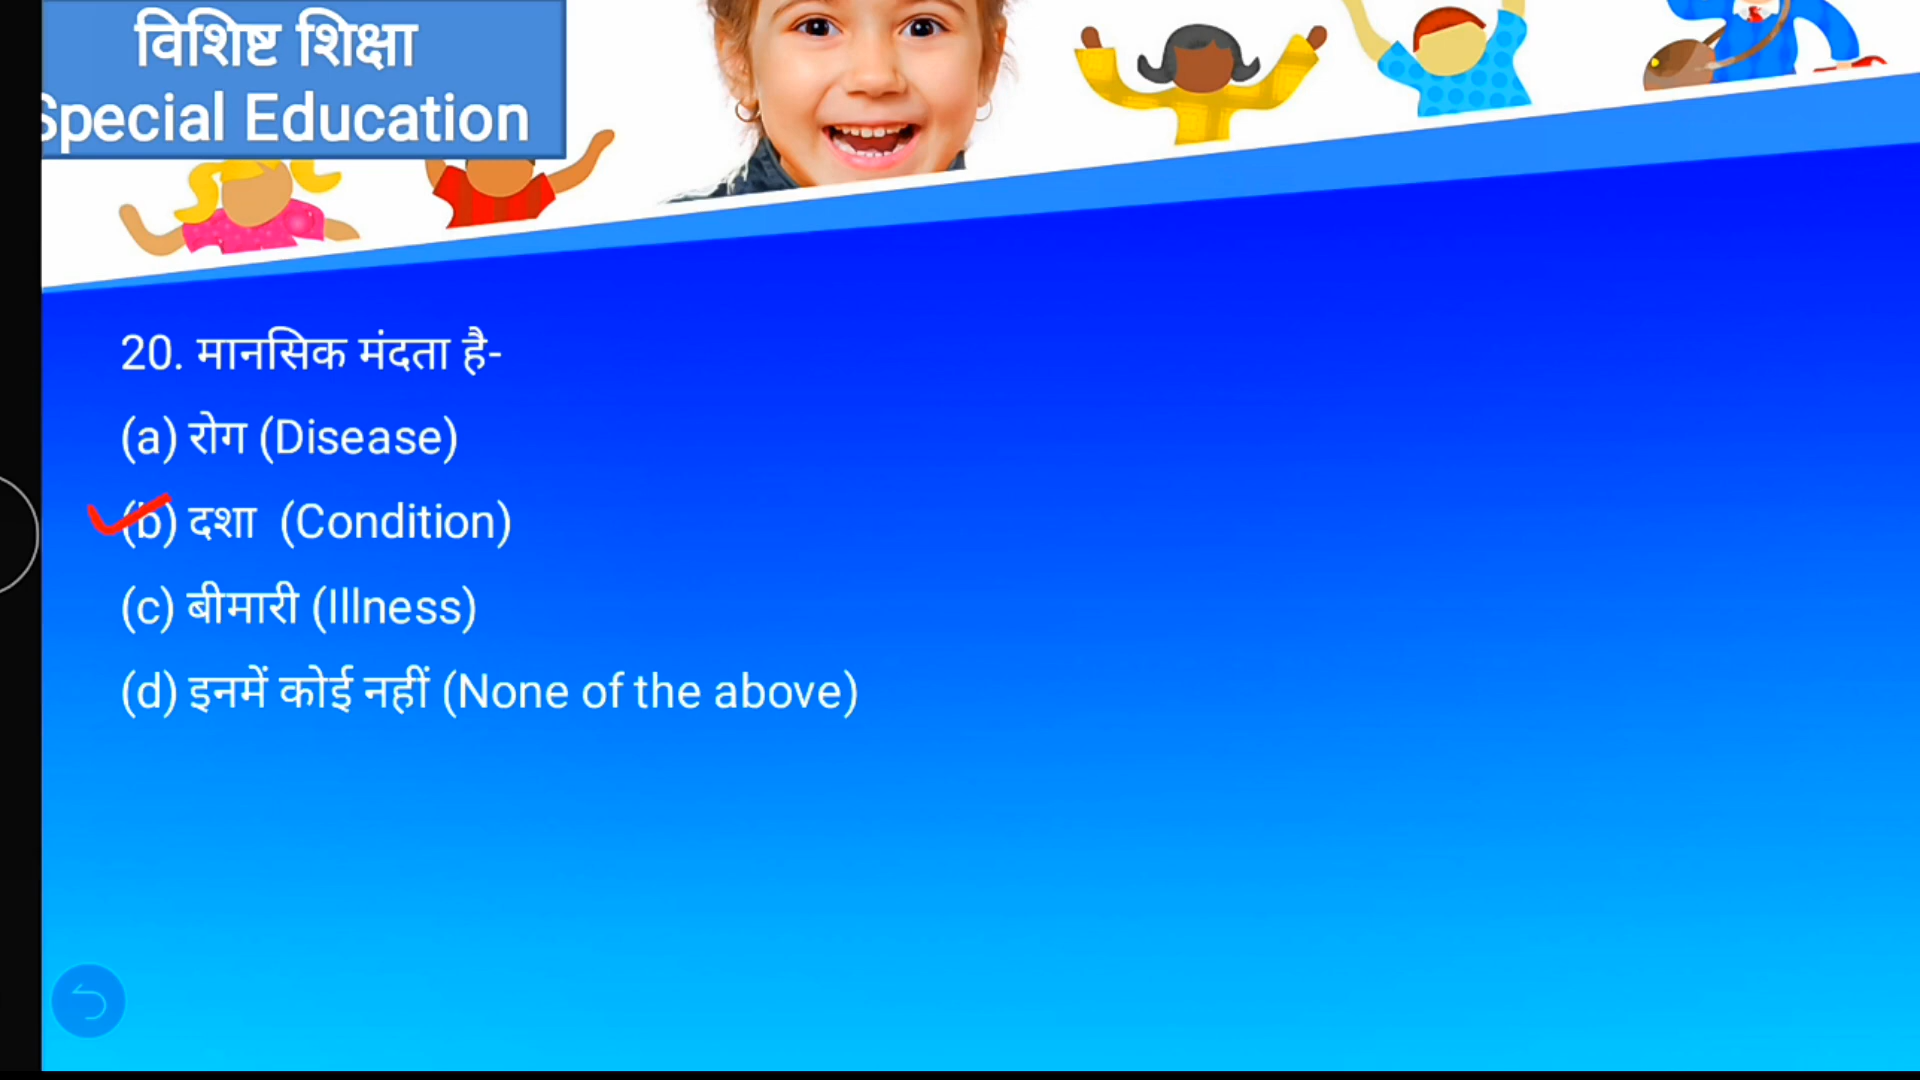 विशिष्ट शिक्षा
Special Education
20. मानसिक मंदता है-
(a) रोग (Disease)
(b) दशा (Condition)
(c) बीमारी (Illness)
(d) इनमें कोई नहीं (None of the above)